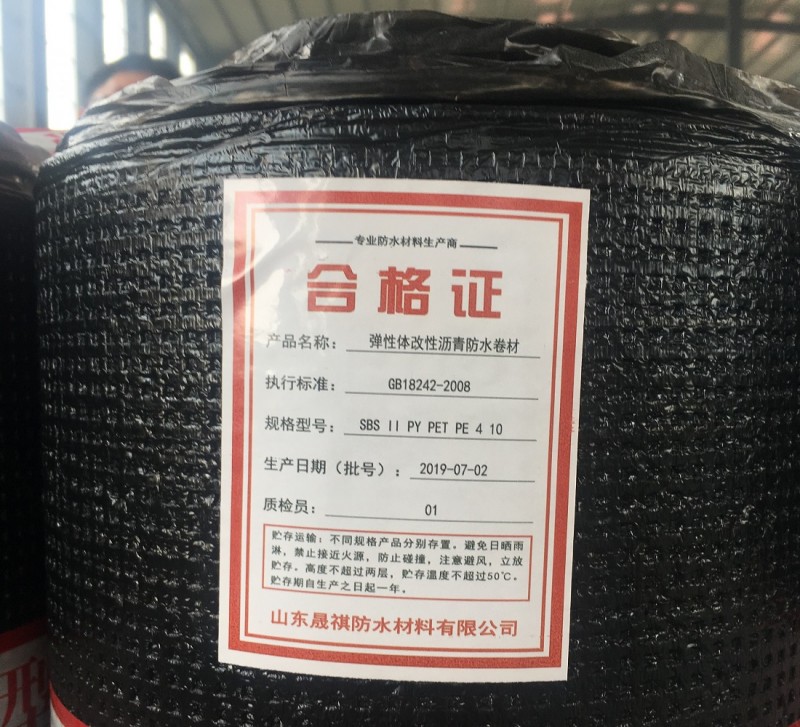 专业防水材料生产商
合格证
产品名称： 弹性体改性沥青防水卷材
执行标准： GB18242-2008
规格型号： SBS II PY PET PE 4 10
生产日期（批号）： 2019-07-02
质检员： 01
贮存运输：不同规格产品分别存置。避免日晒雨
淋，禁止接近火源，防止碰撞，注意避风，立放
贮存。高度不超过两层，贮存温度不超过50℃。
贮存期自生产之日起一年。
山东晟祺防水材料有限公司